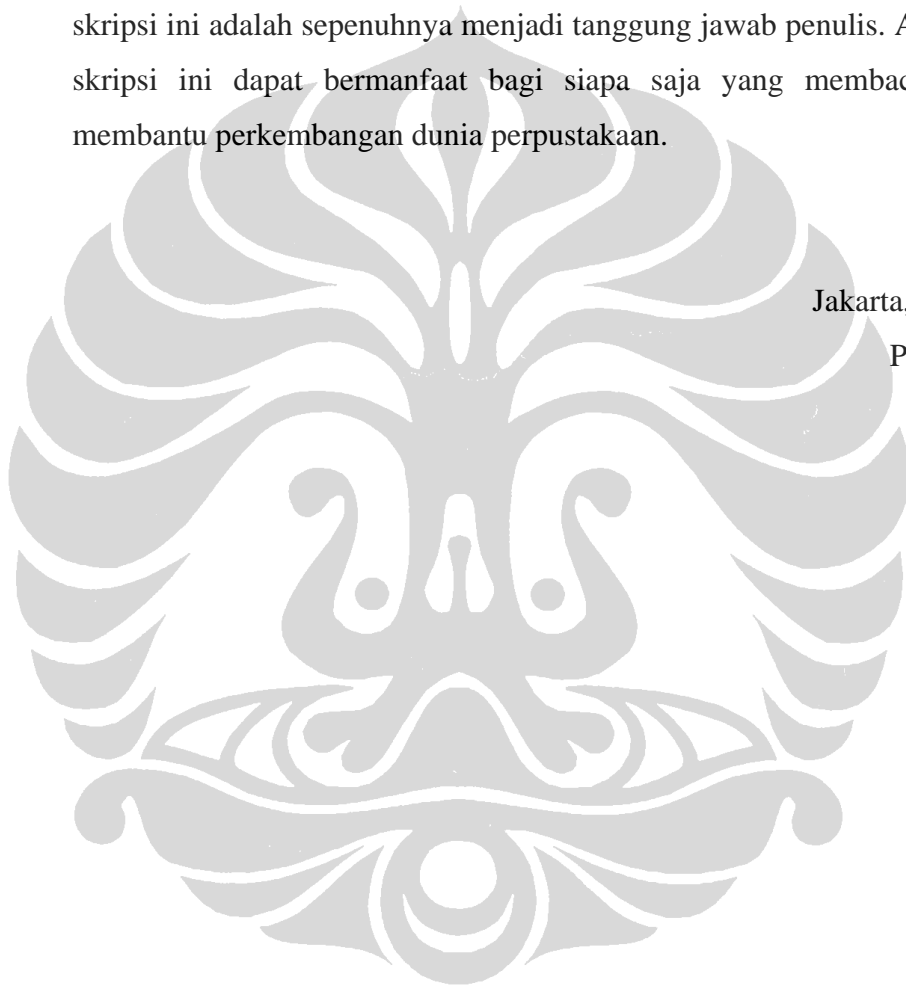 skripsi ini adalah sepenuhnya menjadi tanggung jawab penulis. A
skripsi ini dapat bermanfaat bagi siapa saja yang membac
membantu perkembangan dunia perpustakaan.
Jakarta,
P